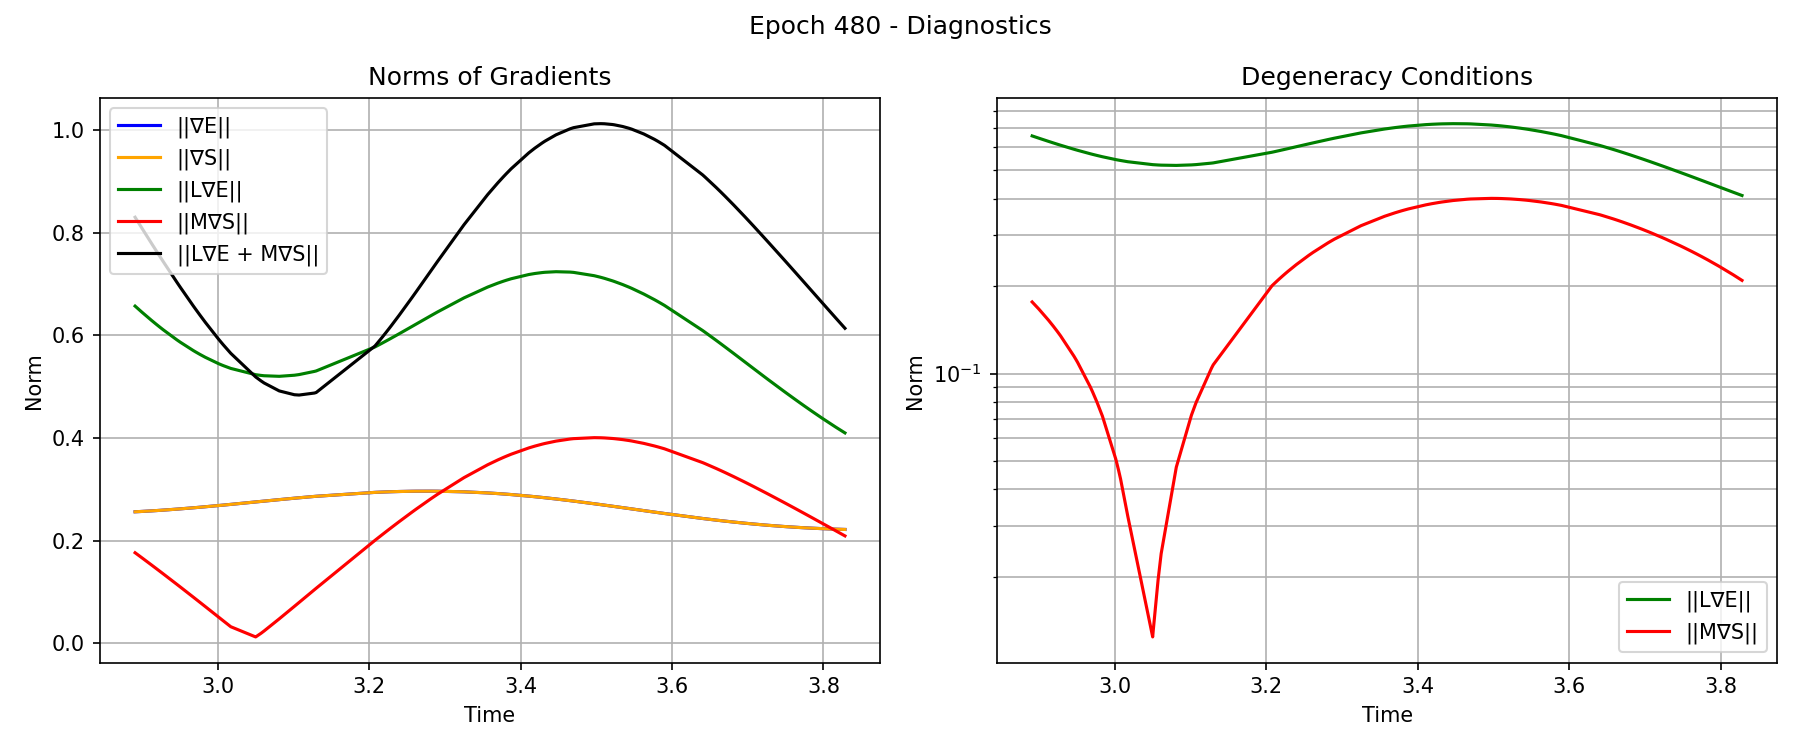 Epoch 480 - Diagnostics
Norms of Gradients
Norm
1.0
0.8
0.6
0.4
0.2
0.0
||∇E||
||∇S||
||L∇E||
||M∇S||
||L∇E + M∇S||
3.0 3.2 3.4 3.6 3.8
Time
Degeneracy Conditions
Norm
10⁻¹
||L∇E||
||M∇S||
3.0 3.2 3.4 3.6 3.8
Time